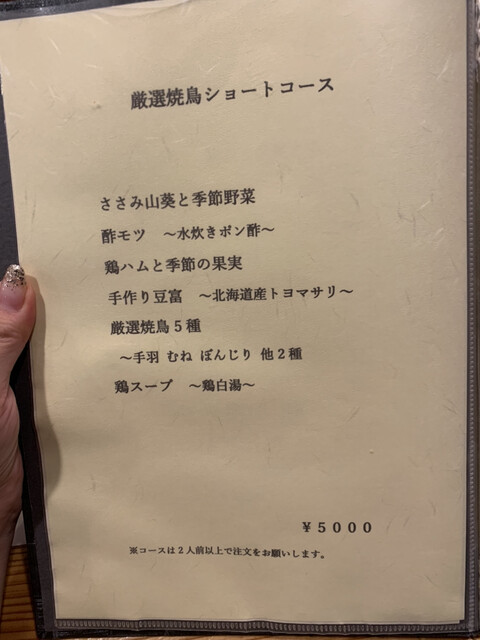 厳選焼鳥ショートコース
ささみ山葵と季節野菜
酢モツ　～水炊きポン酢～
鶏ハムと季節の果実
手作り豆富　～北海道産トヨマサリ～
厳選焼鳥５種
～手羽 むね ぼんじり 他２種
鶏スープ　～鶏白湯～
￥５０００
※コースは２人前以上で注文をお願いします。